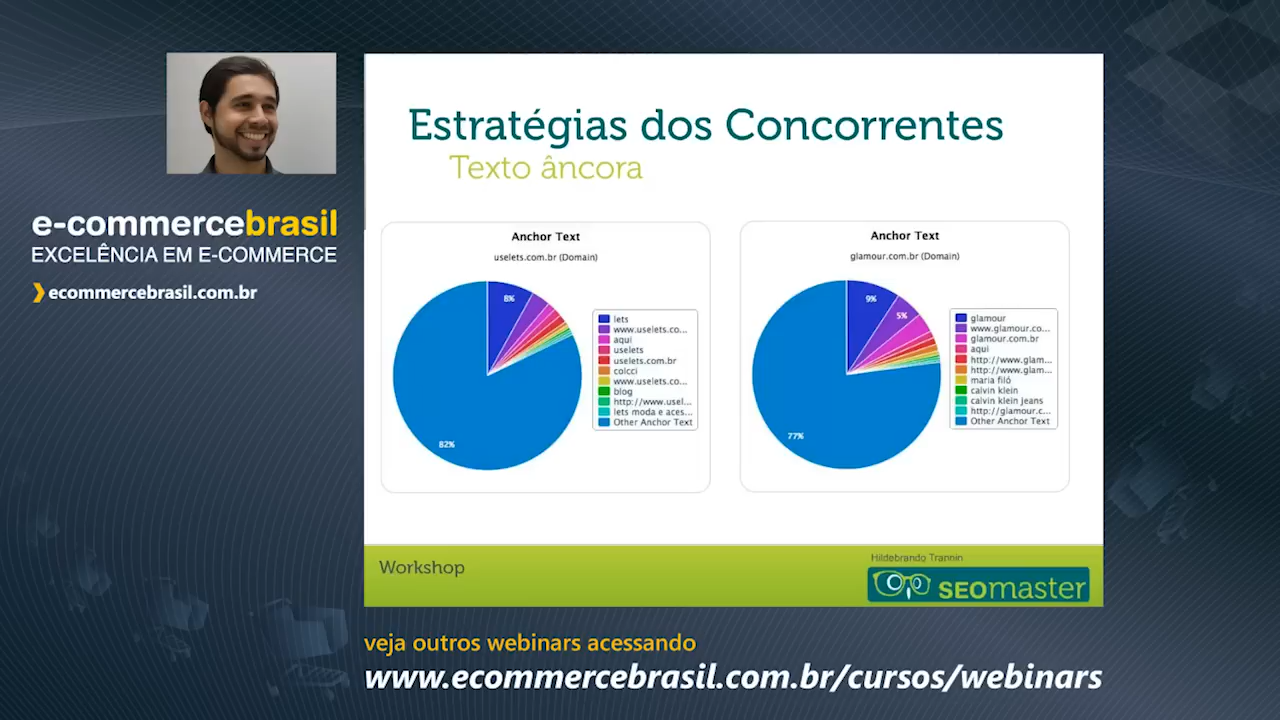 e-commercebrasil
EXCELÊNCIA EM E-COMMERCE
ecommercebrasil.com.br
Estratégias dos Concorrentes
Texto âncora
Anchor Text
uselets.com.br (Domain)
8%
82%
lets
www.uselets.co...
aqui
uselets
uselets.com.br
colcci
www.uselets.co...
blog
http://www.usel...
lets moda e aces...
Other Anchor Text
Anchor Text
glamour.com.br (Domain)
9%
5%
77%
glamour
www.glamour.co...
glamour.com.br
aqui
http://www.glam...
http://www.glam...
maria filó
calvin klein
calvin klein jeans
http://glamour.c...
Other Anchor Text
Workshop
Hildebrando Trannin
SEOmaster
veja outros webinars acessando
www.ecommercebrasil.com.br/cursos/webinars